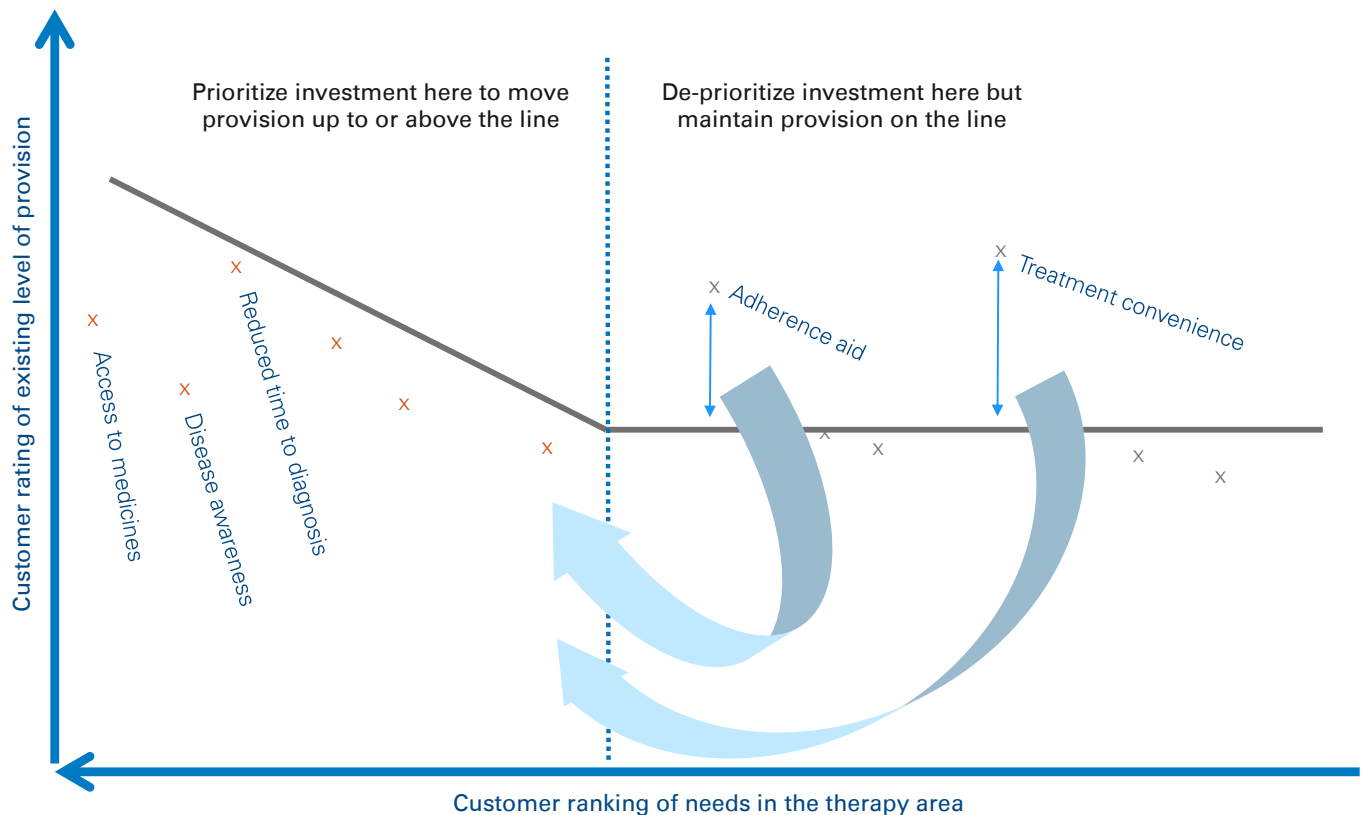 Customer rating of existing level of provision
Prioritize investment here to move
provision up to or above the line
De-prioritize investment here but
maintain provision on the line
X
X
X
X
X
X
X
X
X
X
X
X
Access to medicines
Disease awareness
Reduced time to diagnosis
Adherence aid
Treatment convenience
Customer ranking of needs in the therapy area